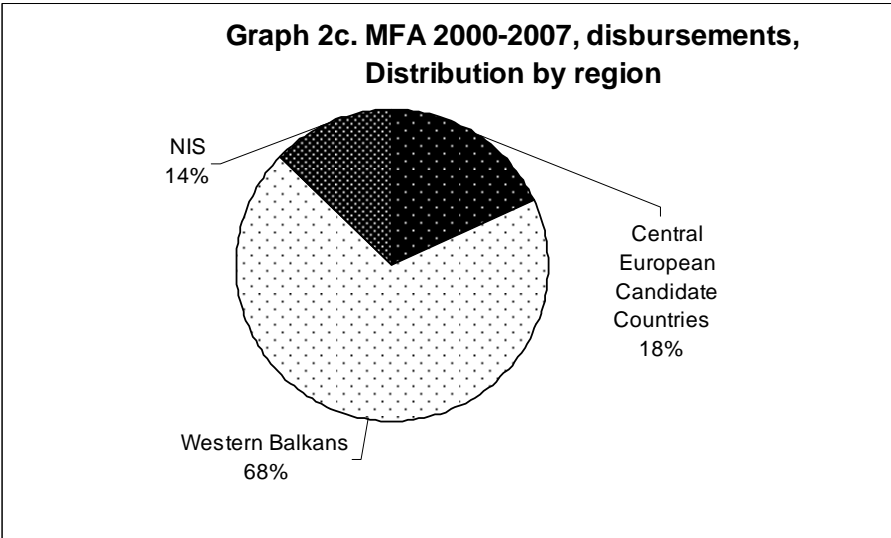 Graph 2c. MFA 2000-2007, disbursements,
Distribution by region
NIS
14%
Central
European
Candidate
Countries
18%
Western Balkans
68%